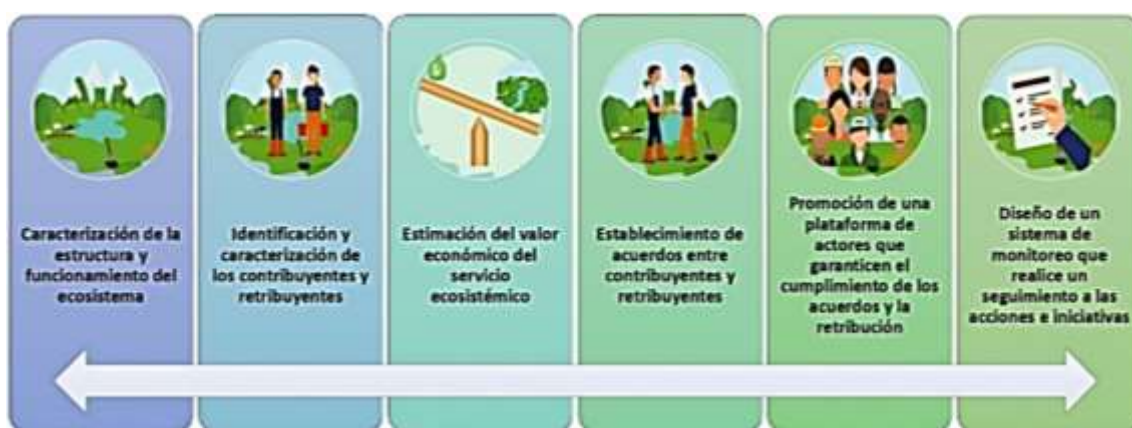 Caracterización de la
estructura y
funcionamiento del
ecosistema
Identificación y
caracterización de
los contribuyentes y
retribuyentes
Estimación del valor
económico del
servicio
ecosistémico
Establecimiento de
acuerdos entre
contribuyentes y
retribuyentes
Promoción de una
plataforma de
actores que
garanticen el
cumplimiento de los
acuerdos y la
retribución
Diseño de un
sistema de
monitoreo que
realice un
seguimiento a las
acciones e iniciativas